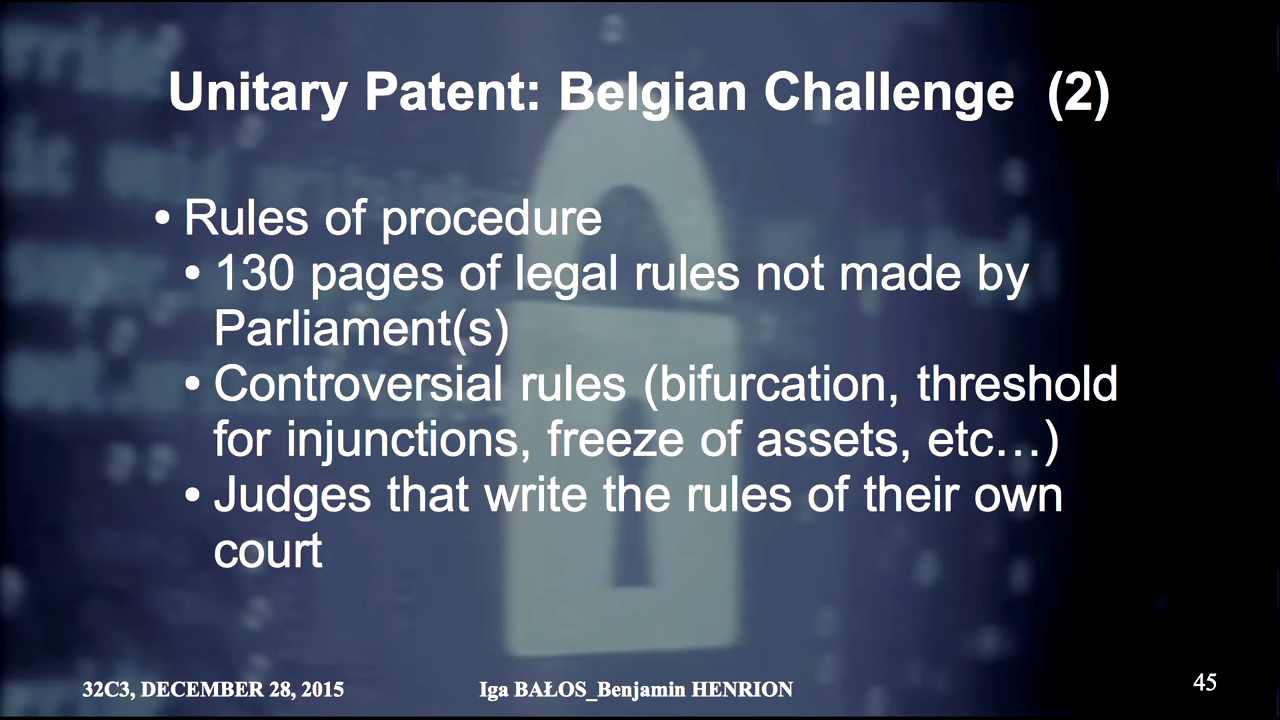 Unitary Patent: Belgian Challenge (2)
• Rules of procedure
• 130 pages of legal rules not made by
Parliament(s)
• Controversial rules (bifurcation, threshold
for injunctions, freeze of assets, etc…)
• Judges that write the rules of their own
court
32C3, DECEMBER 28, 2015
Iga BAŁOS_Benjamin HENRION
45